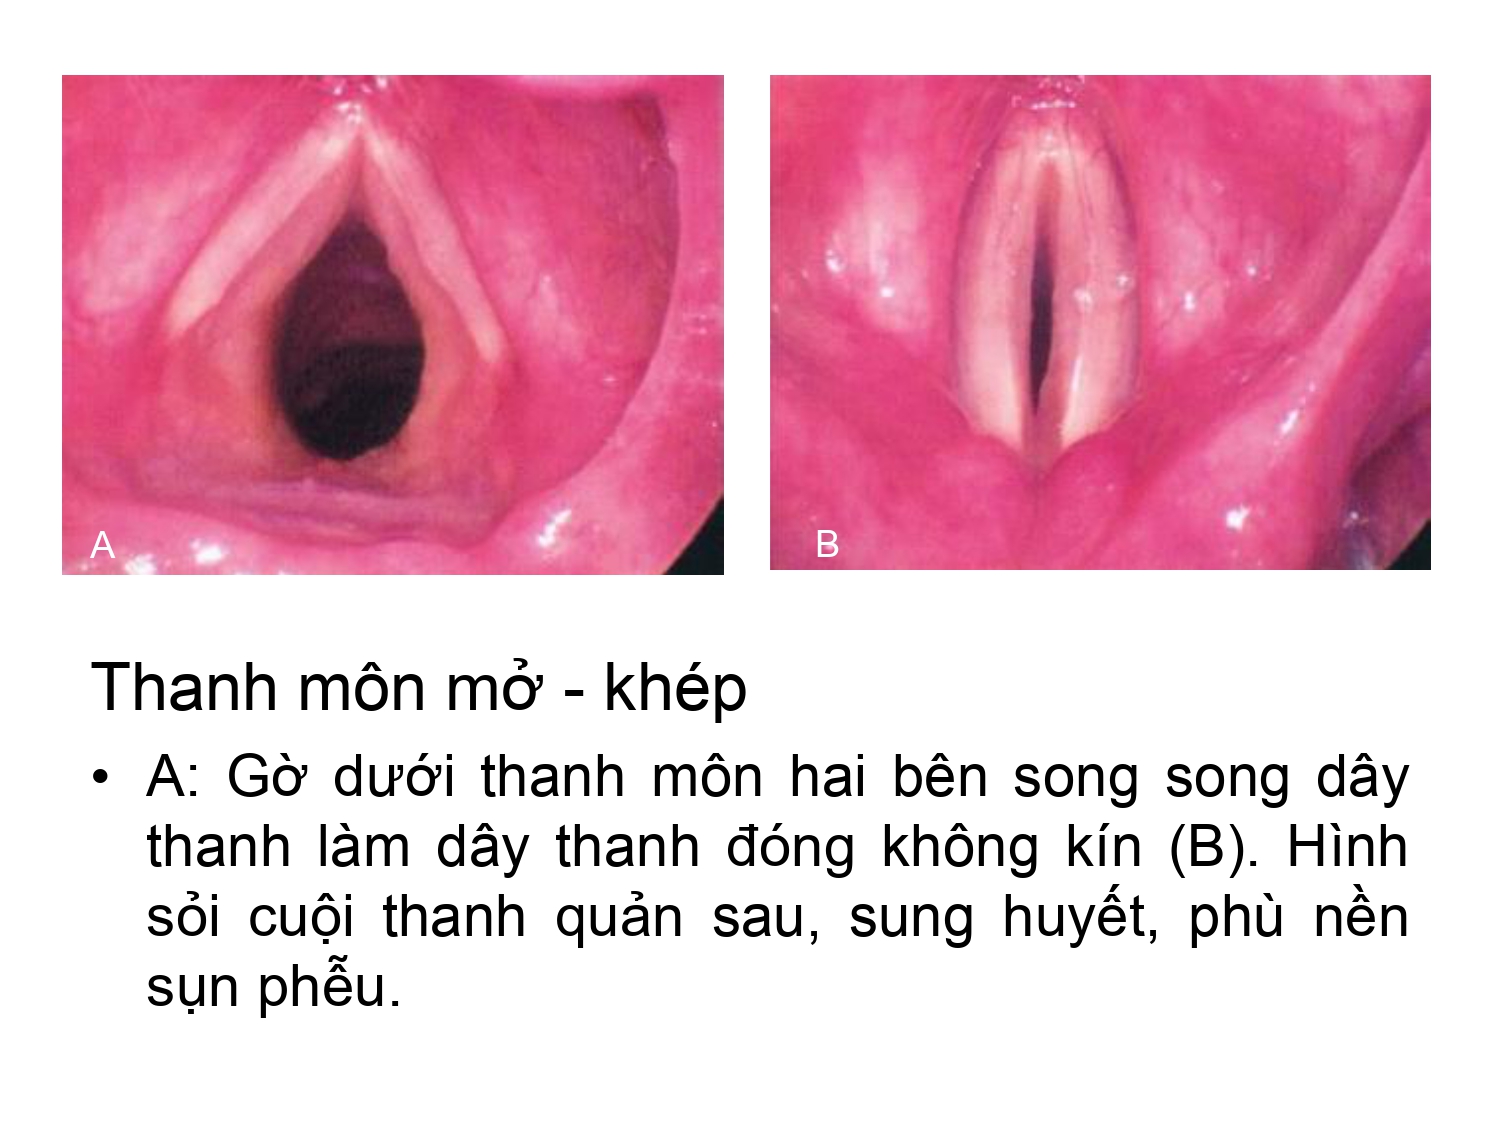 A
B
Thanh môn mở - khép
• A: Gờ dưới thanh môn hai bên song song dây
thanh làm dây thanh đóng không kín (B). Hình
sỏi cuội thanh quản sau, sung huyết, phù nền
sụn phễu.